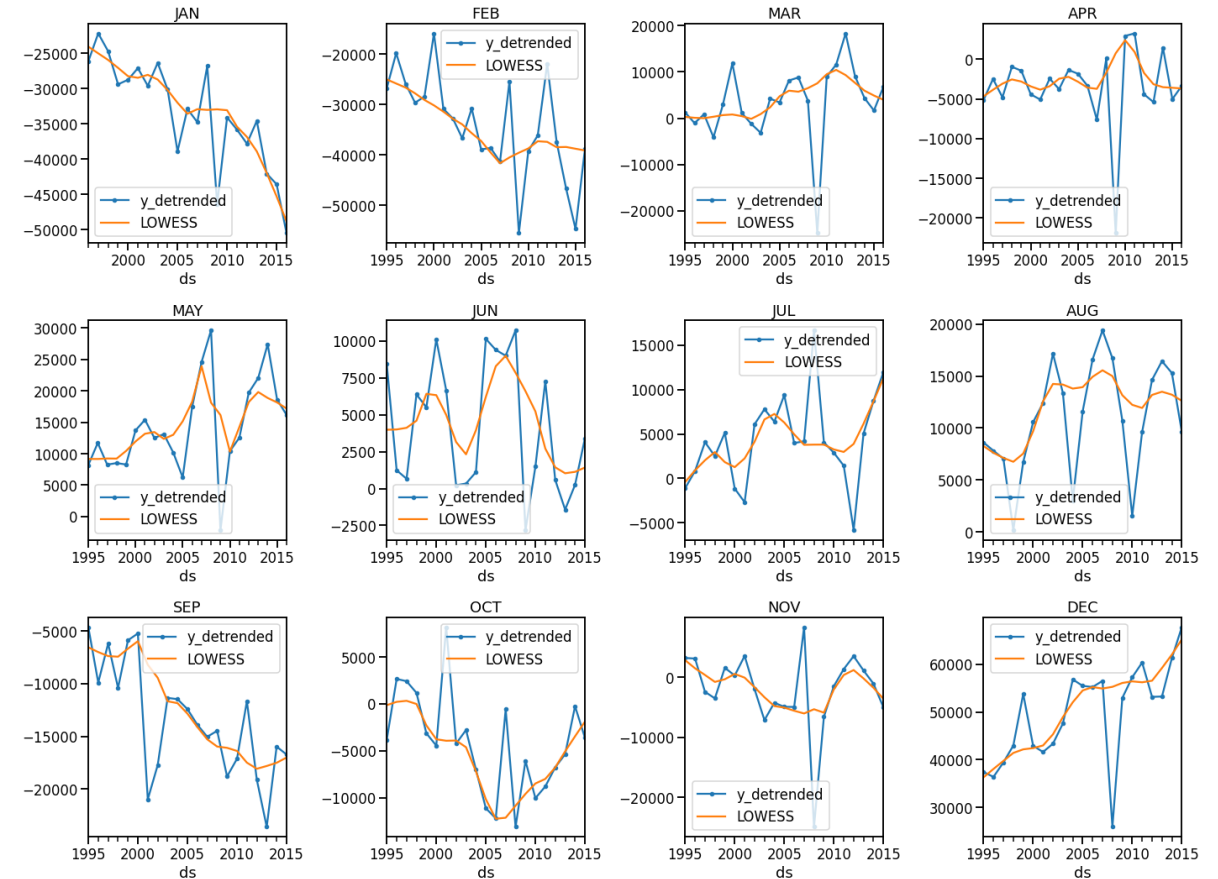 JAN FEB MAR APR
−25000 −30000 −35000 −40000 −45000 −50000
y_detrended
LOWESS
2000 2005 2010 2015
ds
−20000 −30000 −40000 −50000
y_detrended
LOWESS
1995 2000 2005 2010 2015
ds
20000 10000 0 −10000 −20000
y_detrended
LOWESS
1995 2000 2005 2010 2015
ds
0 −5000 −10000 −15000 −20000
y_detrended
LOWESS
1995 2000 2005 2010 2015
ds
MAY JUN JUL AUG
30000 25000 20000 15000 10000 5000 0
y_detrended
LOWESS
1995 2000 2005 2010 2015
ds
10000 7500 5000 2500 0 −2500
y_detrended
LOWESS
1995 2000 2005 2010 2015
ds
15000 10000 5000 0 −5000
y_detrended
LOWESS
1995 2000 2005 2010 2015
ds
20000 15000 10000 5000 0
y_detrended
LOWESS
1995 2000 2005 2010 2015
ds
SEP OCT NOV DEC
−5000 −10000 −15000 −20000
y_detrended
LOWESS
1995 2000 2005 2010 2015
ds
5000 0 −5000 −10000
y_detrended
LOWESS
1995 2000 2005 2010 2015
ds
0 −10000 −20000
y_detrended
LOWESS
1995 2000 2005 2010 2015
ds
60000 50000 40000 30000
y_detrended
LOWESS
1995 2000 2005 2010 2015
ds